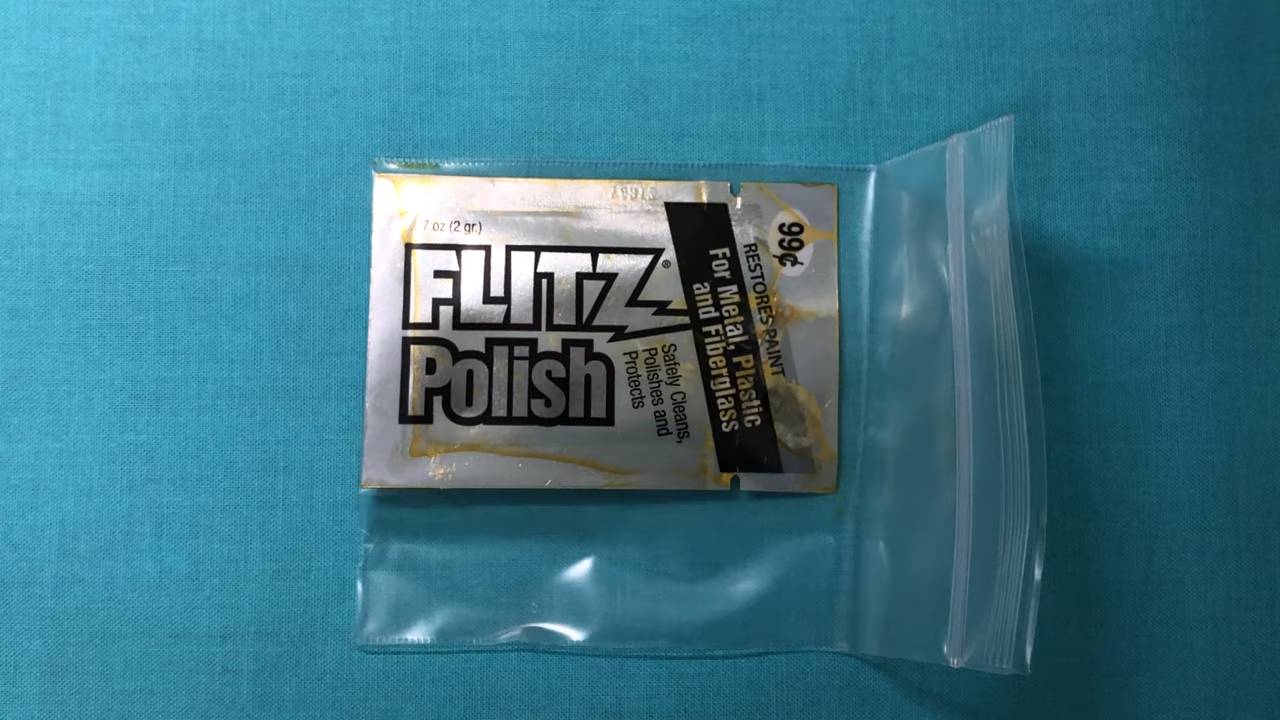 7 oz (2 gr.)
FLITZ®
Polish
Safely Cleans,
Polishes and
Protects
For Metal, Plastic
and Fiberglass
RESTORES PAINT
99¢